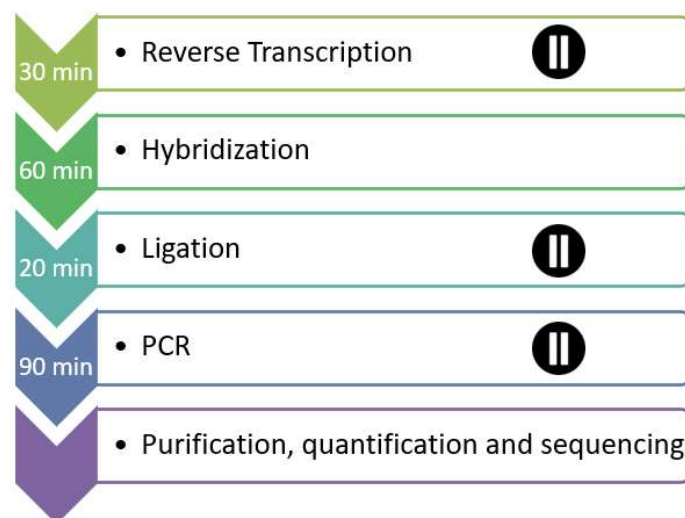 30 min
• Reverse Transcription
60 min
• Hybridization
20 min
• Ligation
90 min
• PCR
• Purification, quantification and sequencing